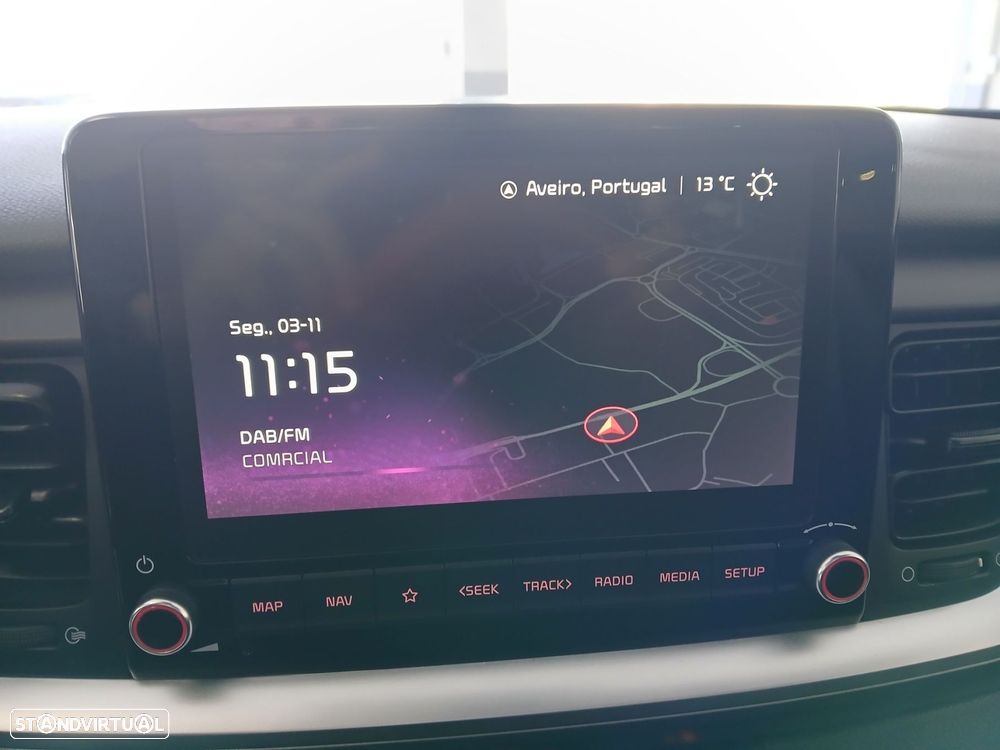 Aveiro, Portugal | 13 °C
Seg., 03-11
11:15
DAB/FM
COMRCIAL
MAP NAV <SEEK TRACK> RADIO MEDIA SETUP
STANDVIRTUAL